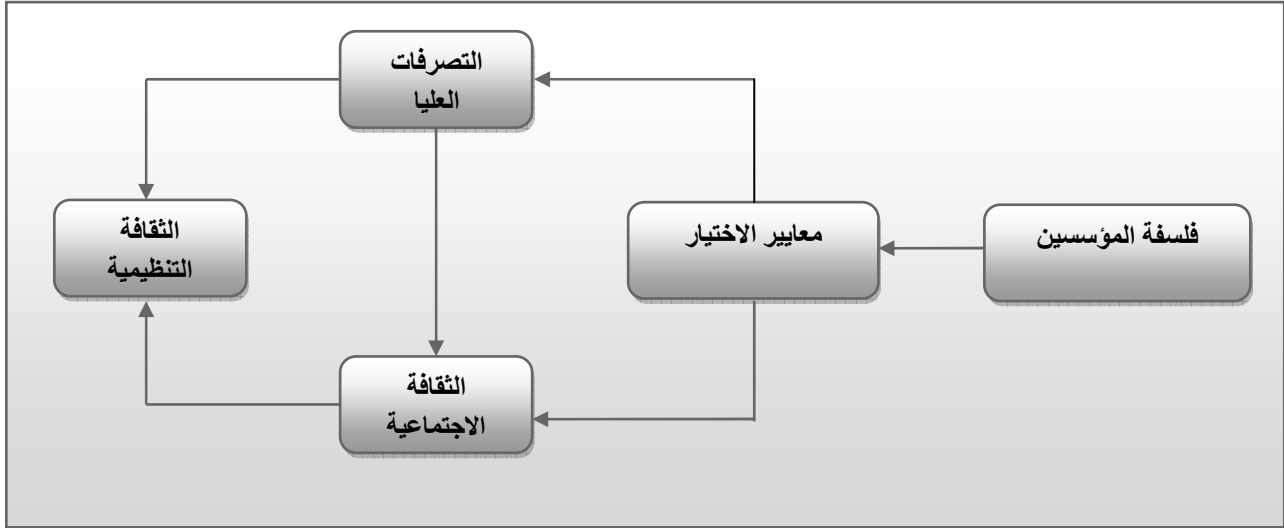 التصرفات
العليا
فلسفة المؤسسين
معايير الاختيار
الثقافة
التنظيمية
الثقافة
الاجتماعية